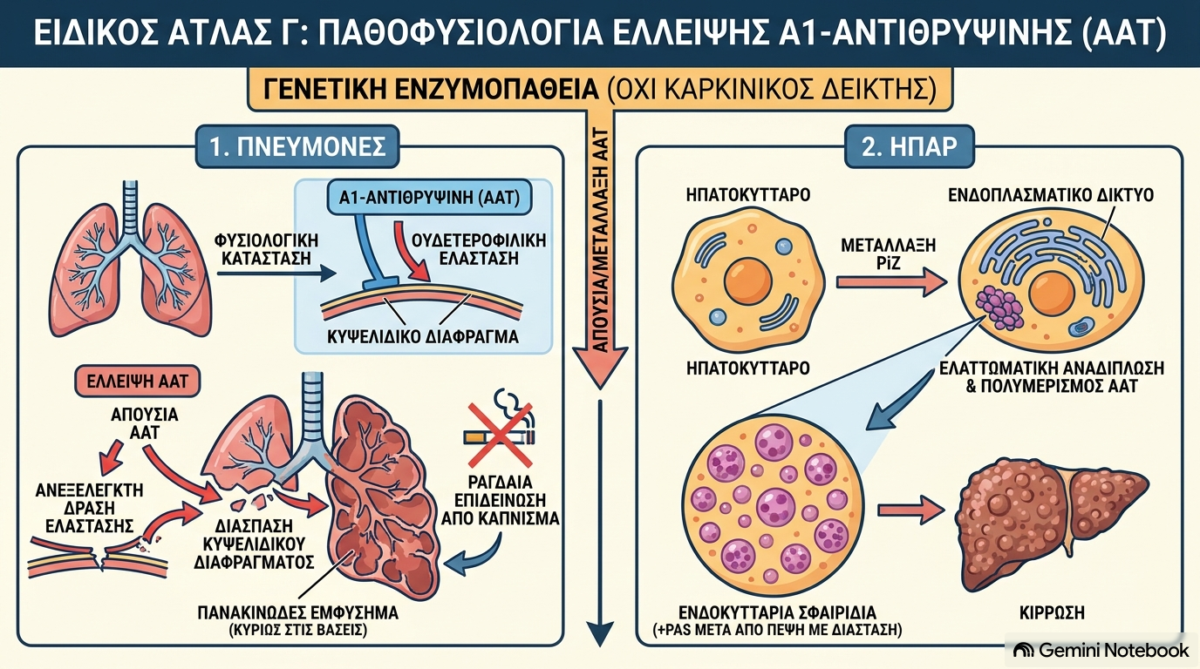 ΕΙΔΙΚΟΣ ΑΤΛΑΣ Γ: ΠΑΘΟΦΥΣΙΟΛΟΓΙΑ ΕΛΛΕΙΨΗΣ Α1-ΑΝΤΙΘΡΥΨΙΝΗΣ (ΑΑΤ)
ΓΕΝΕΤΙΚΗ ΕΝΖΥΜΟΠΑΘΕΙΑ (ΟΧΙ ΚΑΡΚΙΝΙΚΟΣ ΔΕΙΚΤΗΣ)
ΑΠΟΥΣΙΑ/ΜΕΤΑΛΛΑΞΗ ΑΑΤ
1. ΠΝΕΥΜΟΝΕΣ
ΦΥΣΙΟΛΟΓΙΚΗ
ΚΑΤΑΣΤΑΣΗ
Α1-ΑΝΤΙΘΡΥΨΙΝΗ (ΑΑΤ)
ΟΥΔΕΤΕΡΟΦΙΛΙΚΗ
ΕΛΑΣΤΑΣΗ
ΚΥΨΕΛΙΔΙΚΟ ΔΙΑΦΡΑΓΜΑ
ΕΛΛΕΙΨΗ ΑΑΤ
ΑΠΟΥΣΙΑ
ΑΑΤ
ΑΝΕΞΕΛΕΓΚΤΗ
ΔΡΑΣΗ
ΕΛΑΣΤΑΣΗΣ
ΔΙΑΣΠΑΣΗ
ΚΥΨΕΛΙΔΙΚΟΥ
ΔΙΑΦΡΑΓΜΑΤΟΣ
ΡΑΓΔΑΙΑ
ΕΠΙΔΕΙΝΩΣΗ
ΑΠΟ ΚΑΠΝΙΣΜΑ
ΠΑΝΑΚΙΝΩΔΕΣ ΕΜΦΥΣΗΜΑ
(ΚΥΡΙΩΣ ΣΤΙΣ ΒΑΣΕΙΣ)
2. ΗΠΑΡ
ΗΠΑΤΟΚΥΤΤΑΡΟ
ΜΕΤΑΛΛΑΞΗ
PiZ
ΕΝΔΟΠΛΑΣΜΑΤΙΚΟ ΔΙΚΤΥΟ
ΗΠΑΤΟΚΥΤΤΑΡΟ
ΕΛΑΤΤΩΜΑΤΙΚΗ ΑΝΑΔΙΠΛΩΣΗ
& ΠΟΛΥΜΕΡΙΣΜΟΣ ΑΑΤ
ΕΝΔΟΚΥΤΤΑΡΙΑ ΣΦΑΙΡΙΔΙΑ
(+PAS ΜΕΤΑ ΑΠΟ ΠΕΨΗ ΜΕ ΔΙΑΣΤΑΣΗ)
ΚΙΡΡΩΣΗ
Gemini Notebook